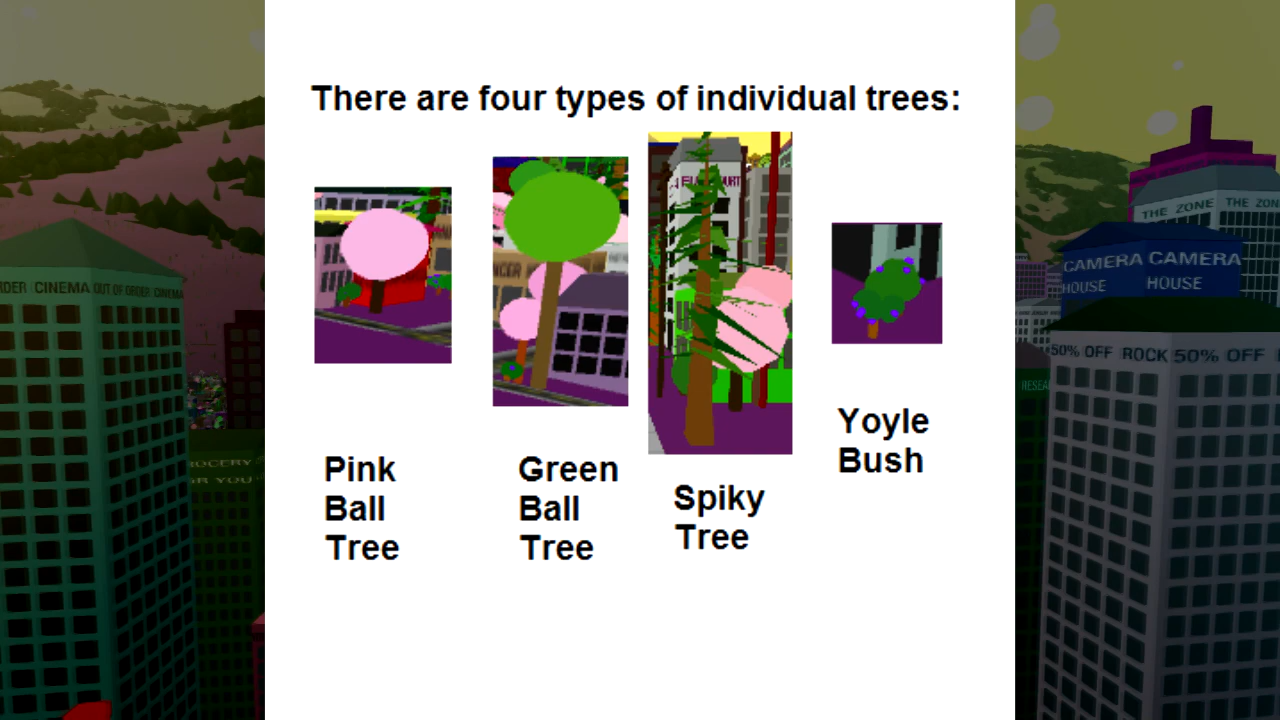 There are four types of individual trees:
Pink
Ball
Tree
Green
Ball
Tree
Spiky
Tree
Yoyle
Bush
CINEMA OUT OF ORDER CINEMA
THE ZONE THE ZON
CAMERA CAMERA
HOUSE HOUSE
50% OFF ROCK 50% OFF